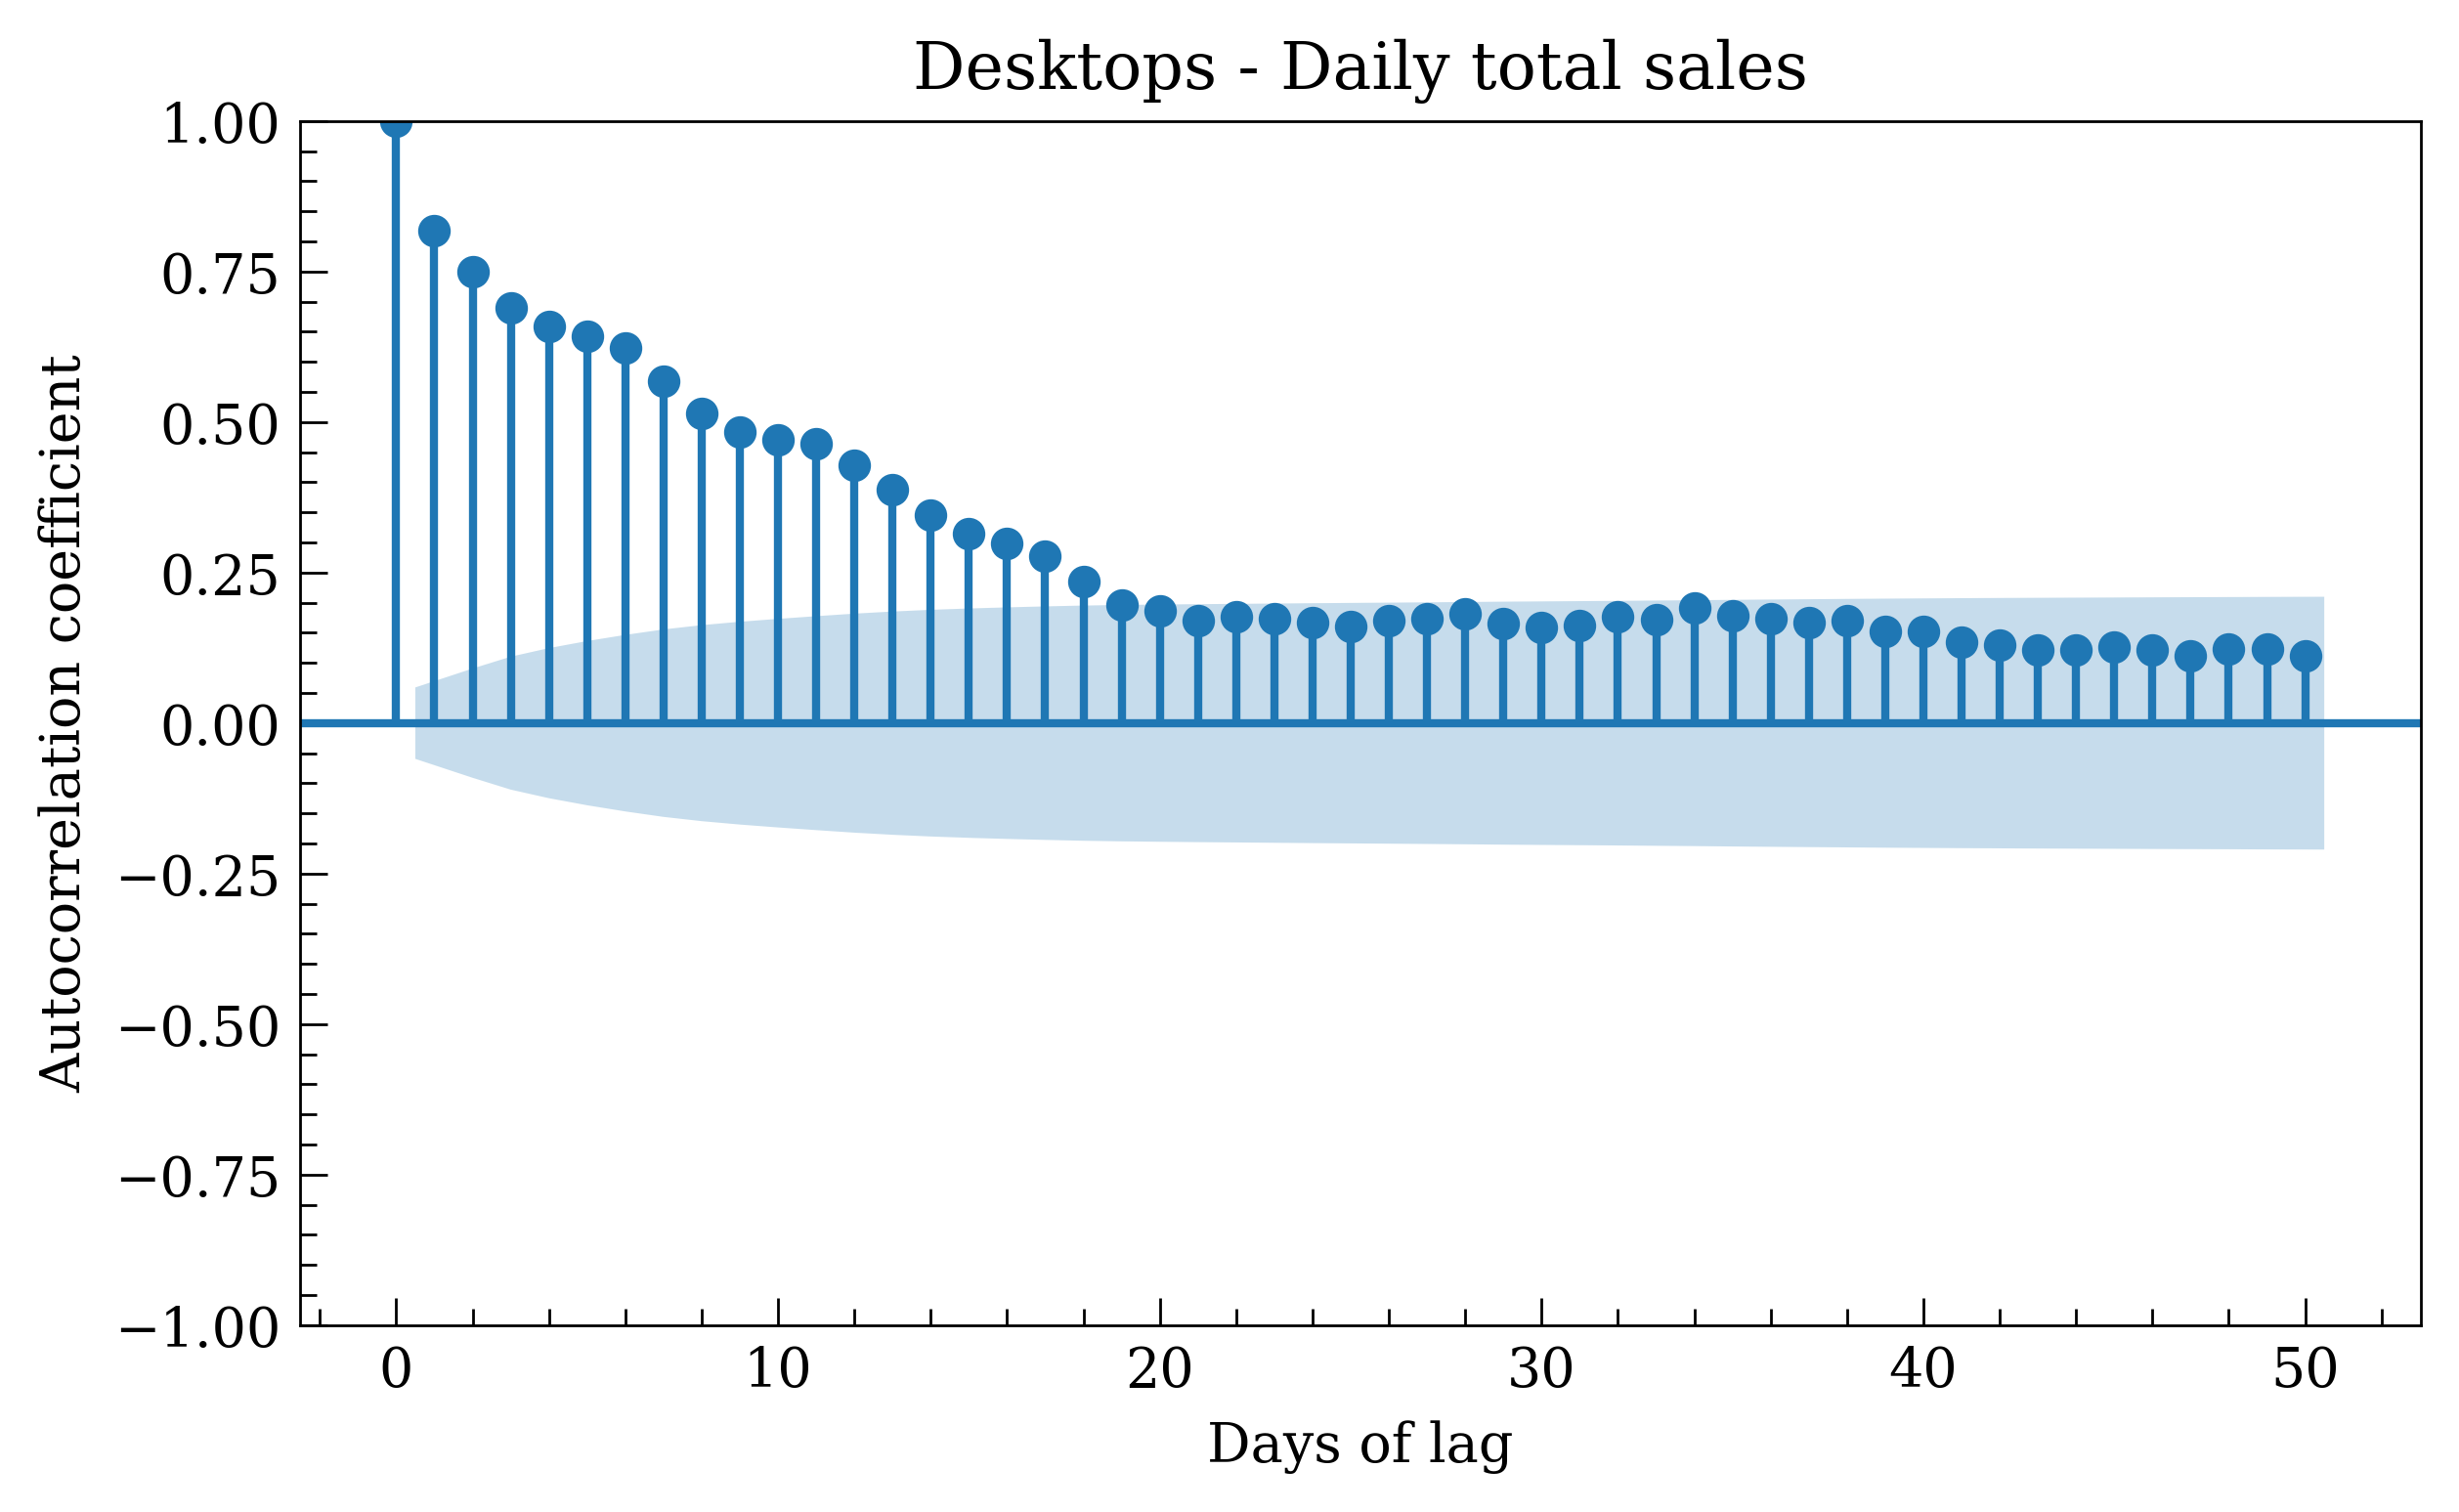 Desktops - Daily total sales
Autocorrelation coefficient
1.00
0.75
0.50
0.25
0.00
−0.25
−0.50
−0.75
−1.00
0 10 20 30 40 50
Days of lag